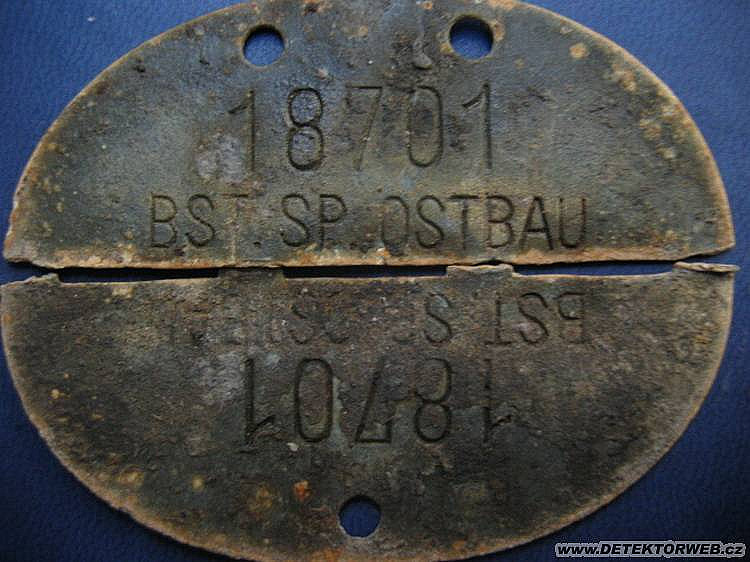 18701
BST SP OSTBAU
BST
18701
www.DETEKTORWEB.cz